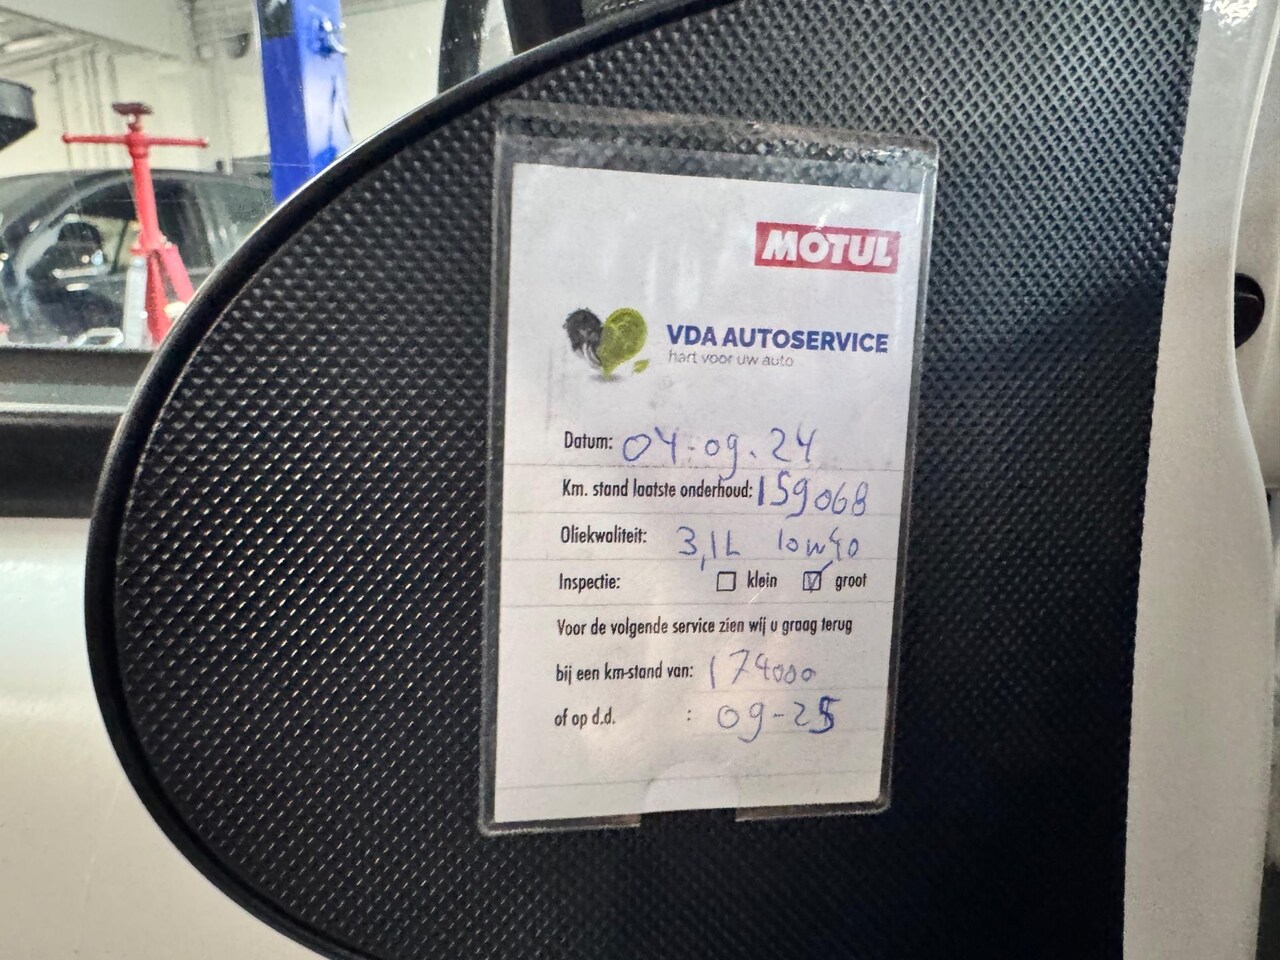 MOTUL
VDA AUTOSERVICE
hart voor uw auto
Datum: 04-09.24
Km. stand laatste onderhoud: 159068
Oliekwaliteit: 3,1L 10w40
Inspectie: klein groot
Voor de volgende service zien wij u graag terug
bij een km-stand van: 174000
of op d.d. : 09-25